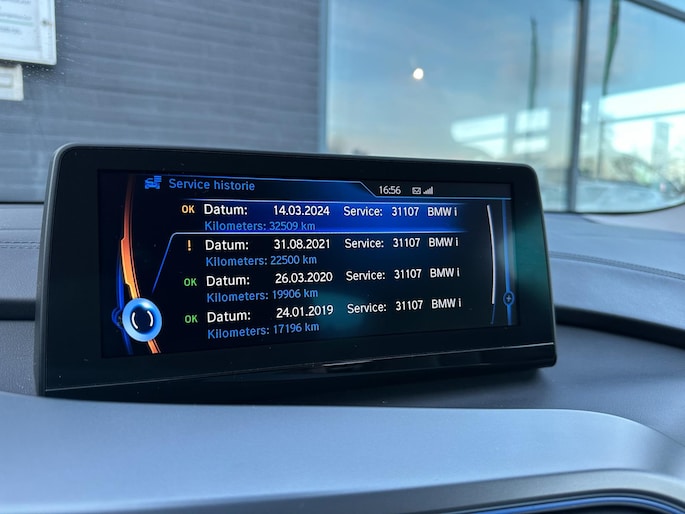 Service historie
16:56
OK Datum: 14.03.2024 Service: 31107 BMW i
Kilometers: 32509 km
! Datum: 31.08.2021 Service: 31107 BMW i
Kilometers: 22500 km
OK Datum: 26.03.2020 Service: 31107 BMW i
Kilometers: 19906 km
OK Datum: 24.01.2019 Service: 31107 BMW i
Kilometers: 17196 km